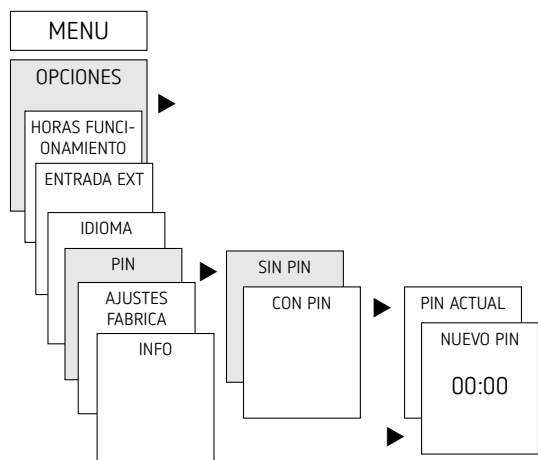 MENU
OPCIONES
HORAS FUNCI-
ONAMIENTO
ENTRADA EXT
IDIOMA
PIN
AJUSTES
FABRICA
INFO
SIN PIN
CON PIN
PIN ACTUAL
NUEVO PIN
00:00